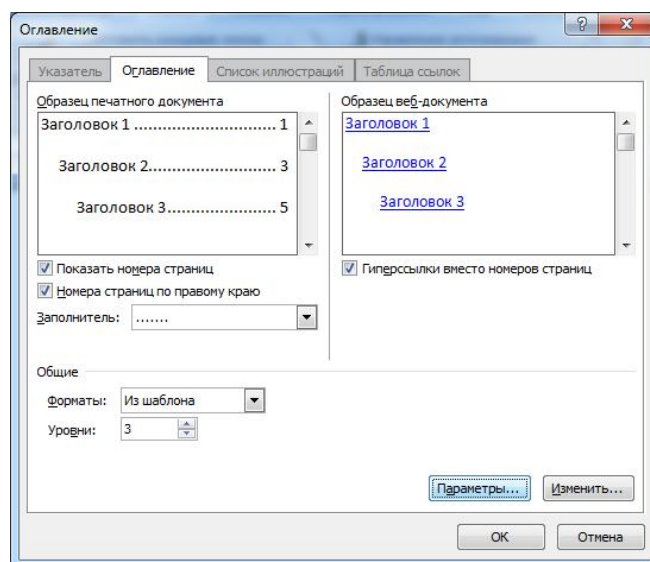 Оглавление
Указатель Оглавление Список иллюстраций Таблица ссылок
Образец печатного документа
Заголовок 1 ............................. 1
Заголовок 2........................ 3
Заголовок 3..................... 5
Образец веб-документа
Заголовок 1
Заголовок 2
Заголовок 3
Показать номера страниц
Номера страниц по правому краю
Заполнитель: .......
Гиперссылки вместо номеров страниц
Общие
Форматы: Из шаблона
Уровни: 3
Параметры... Изменить...
ОК Отмена